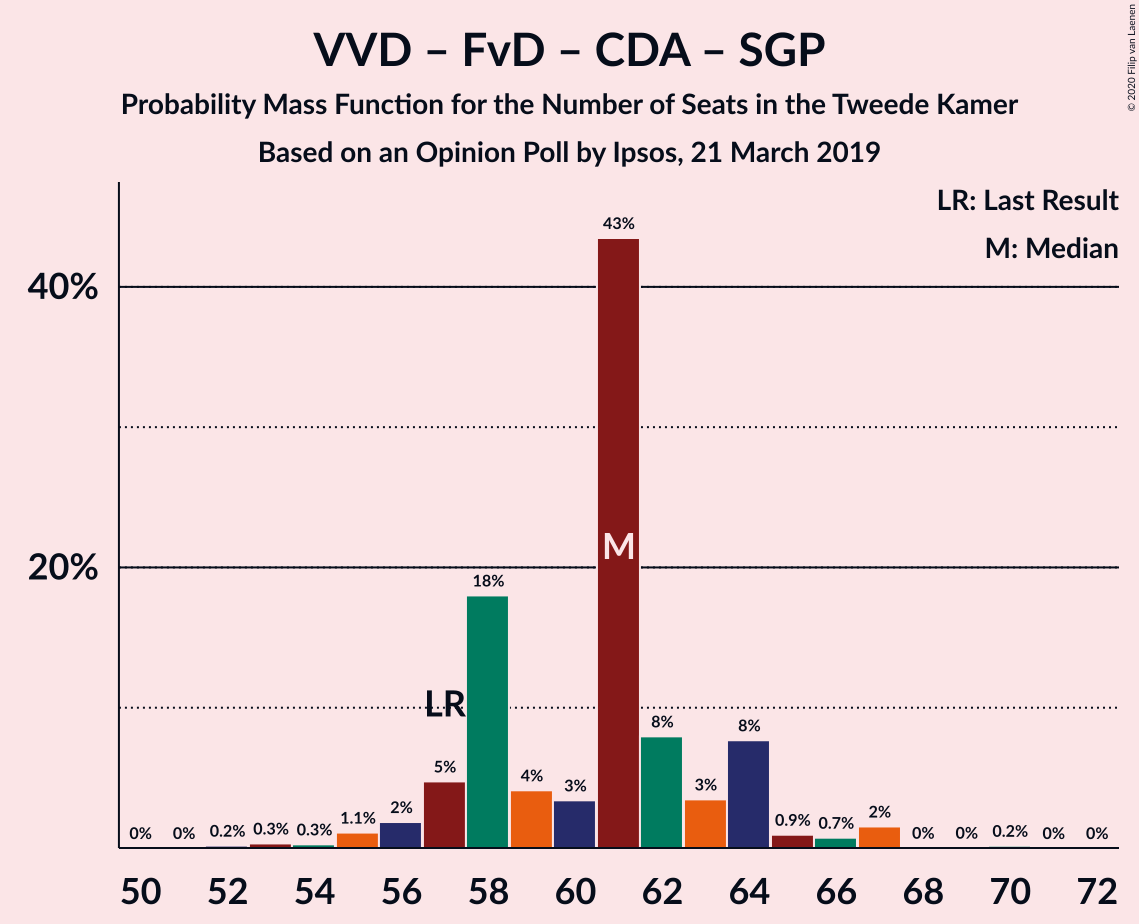 VVD – FvD – CDA – SGP
Probability Mass Function for the Number of Seats in the Tweede Kamer
Based on an Opinion Poll by Ipsos, 21 March 2019
© 2020 Filip van Laenen
LR: Last Result
M: Median
40%
20%
0% 0% 0.2% 0.3% 0.3% 1.1% 2% 5% 18% 4% 3% 43% 8% 3% 8% 0.9% 0.7% 2% 0% 0% 0.2% 0% 0%
LR
M
50 52 54 56 58 60 62 64 66 68 70 72